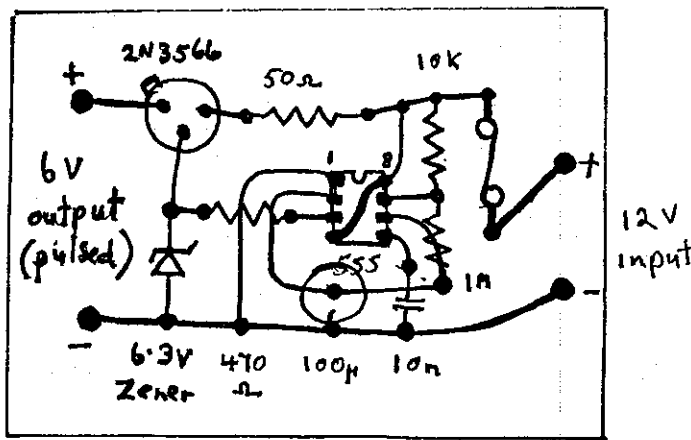 2N3566
+
50Ω
10K
6V
output
(pulsed)
1
8
555
1M
+
12V
input
-
-
6.3V
Zener
470
Ω
100μ
10n